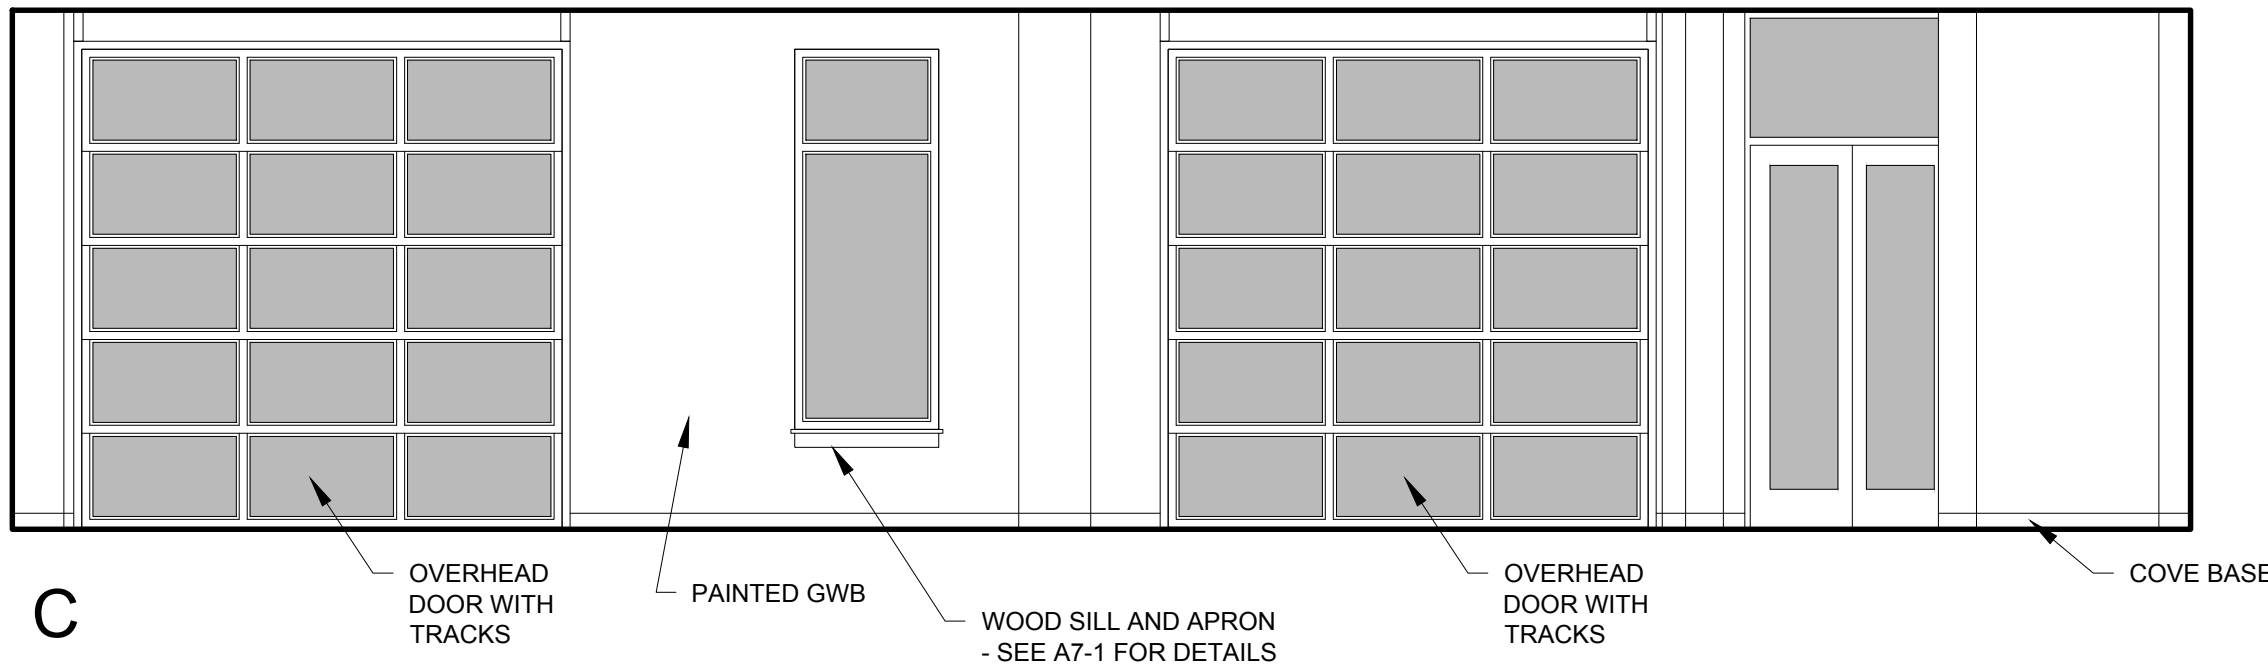 OVERHEAD
DOOR WITH
TRACKS
PAINTED GWB
WOOD SILL AND APRON
- SEE A7-1 FOR DETAILS
OVERHEAD
DOOR WITH
TRACKS
COVE BASE
C